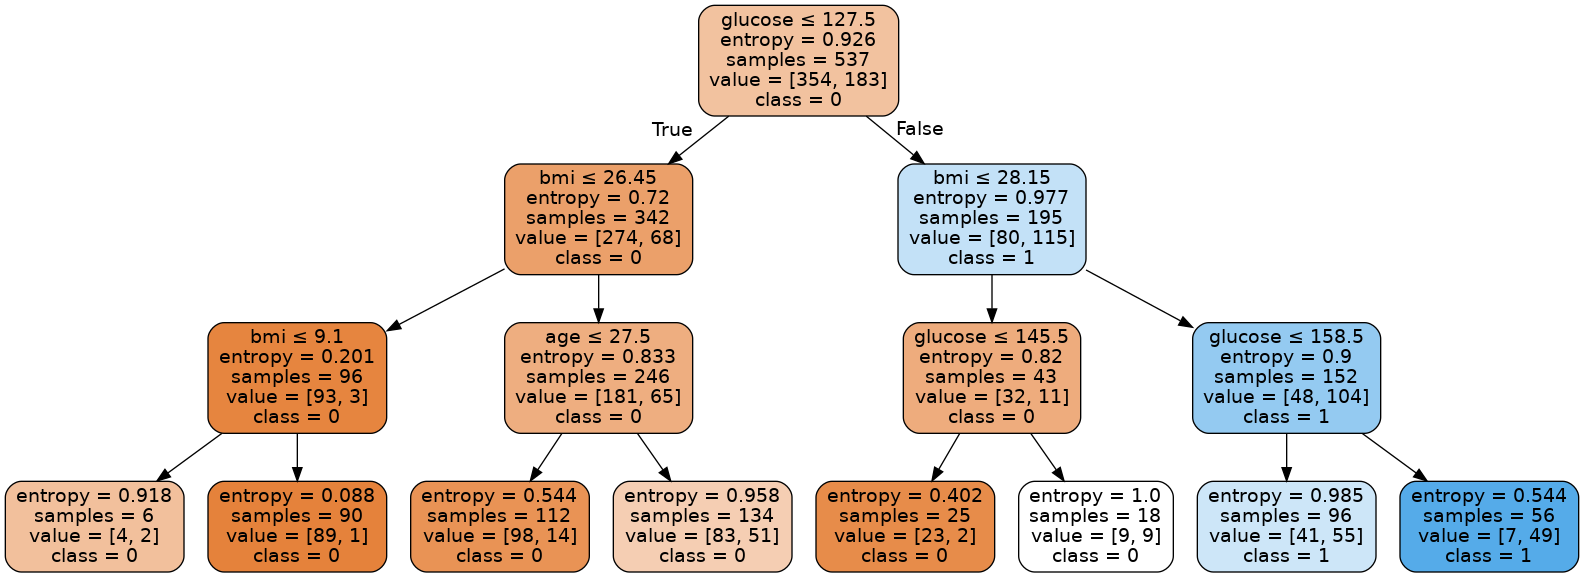 glucose ≤ 127.5
entropy = 0.926
samples = 537
value = [354, 183]
class = 0
True
False
bmi ≤ 26.45
entropy = 0.72
samples = 342
value = [274, 68]
class = 0
bmi ≤ 28.15
entropy = 0.977
samples = 195
value = [80, 115]
class = 1
bmi ≤ 9.1
entropy = 0.201
samples = 96
value = [93, 3]
class = 0
age ≤ 27.5
entropy = 0.833
samples = 246
value = [181, 65]
class = 0
glucose ≤ 145.5
entropy = 0.82
samples = 43
value = [32, 11]
class = 0
glucose ≤ 158.5
entropy = 0.9
samples = 152
value = [48, 104]
class = 1
entropy = 0.918
samples = 6
value = [4, 2]
class = 0
entropy = 0.088
samples = 90
value = [89, 1]
class = 0
entropy = 0.544
samples = 112
value = [98, 14]
class = 0
entropy = 0.958
samples = 134
value = [83, 51]
class = 0
entropy = 0.402
samples = 25
value = [23, 2]
class = 0
entropy = 1.0
samples = 18
value = [9, 9]
class = 0
entropy = 0.985
samples = 96
value = [41, 55]
class = 1
entropy = 0.544
samples = 56
value = [7, 49]
class = 1